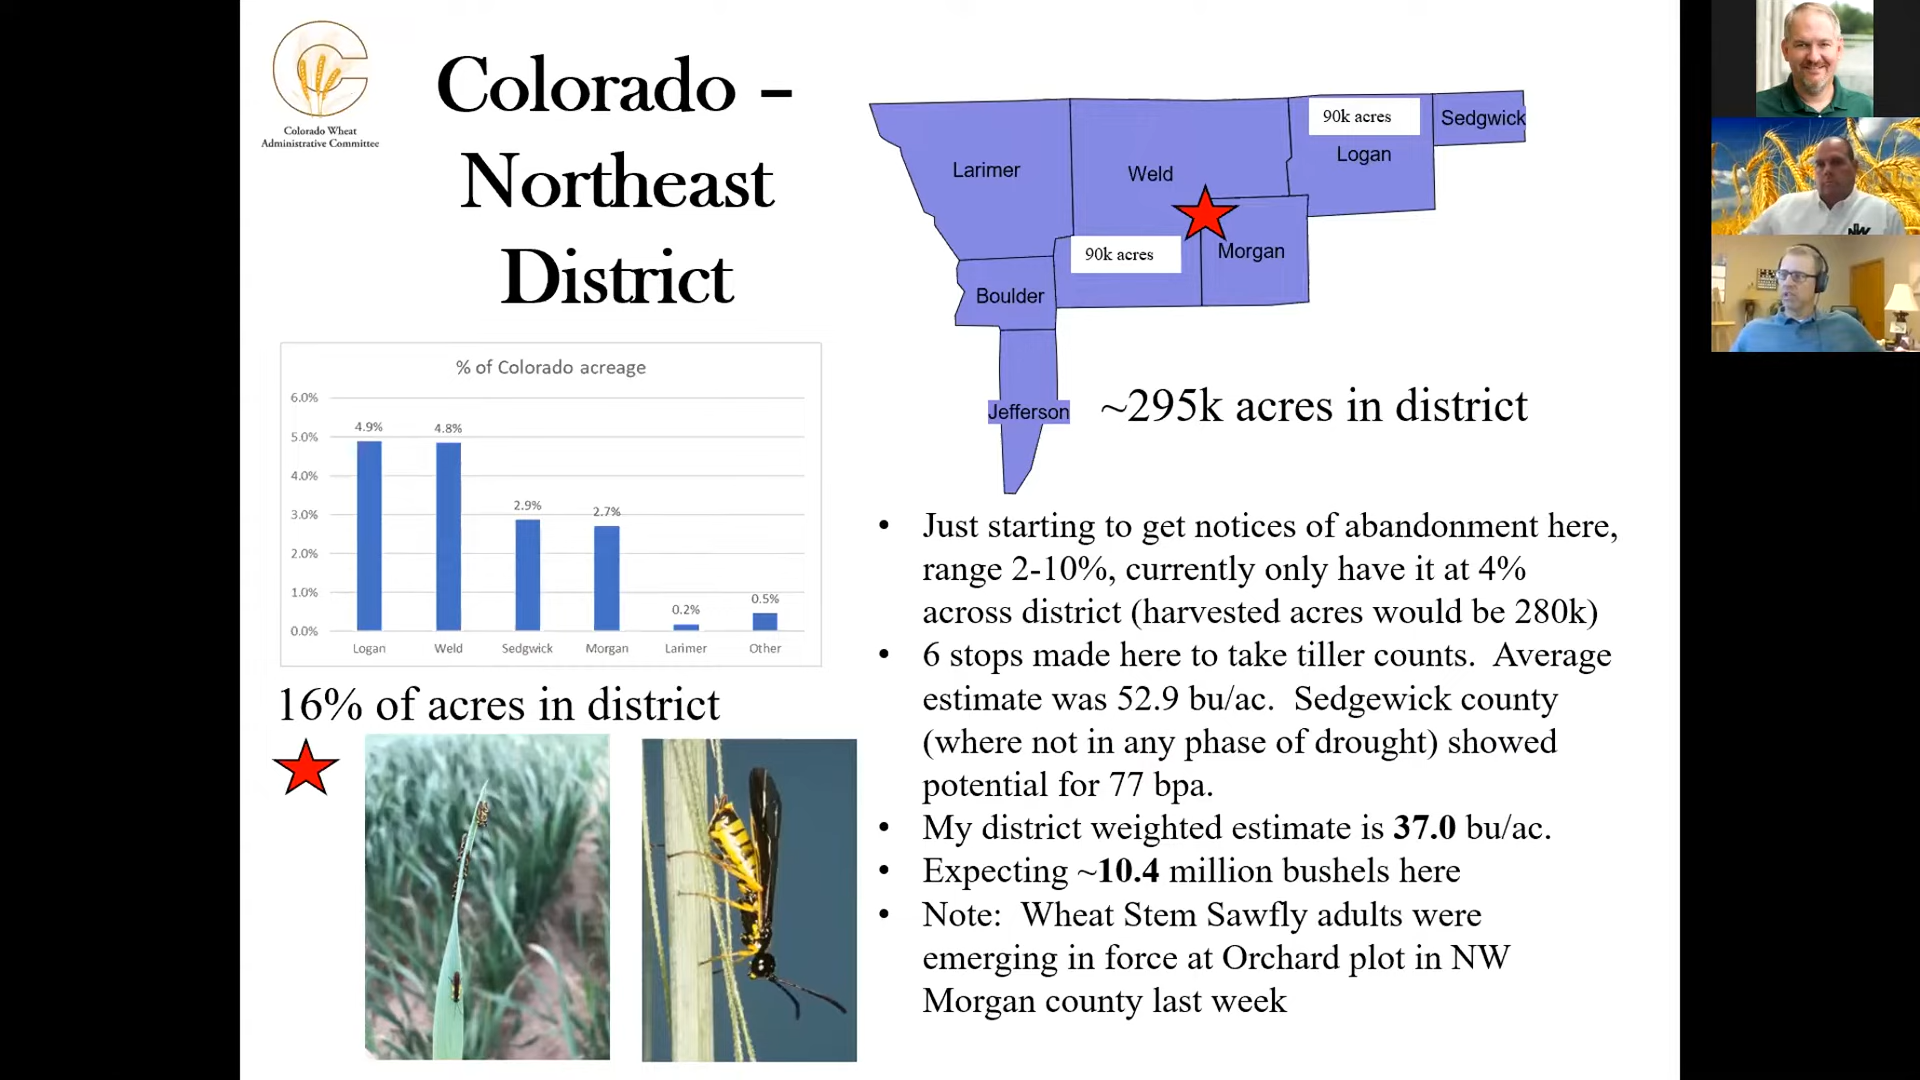 Colorado Wheat
Administrative Committee
Colorado –
Northeast
District
% of Colorado acreage
6.0%
5.0%
4.0%
3.0%
2.0%
1.0%
0.0%
4.9%
4.8%
2.9%
2.7%
0.2%
0.5%
Logan
Weld
Sedgwick
Morgan
Larimer
Other
16% of acres in district
90k acres
Sedgwick
Logan
Larimer
Weld
90k acres
Morgan
Boulder
Jefferson
~295k acres in district
• Just starting to get notices of abandonment here,
range 2-10%, currently only have it at 4%
across district (harvested acres would be 280k)
• 6 stops made here to take tiller counts. Average
estimate was 52.9 bu/ac. Sedgewick county
(where not in any phase of drought) showed
potential for 77 bpa.
• My district weighted estimate is 37.0 bu/ac.
• Expecting ~10.4 million bushels here
• Note: Wheat Stem Sawfly adults were
emerging in force at Orchard plot in NW
Morgan county last week